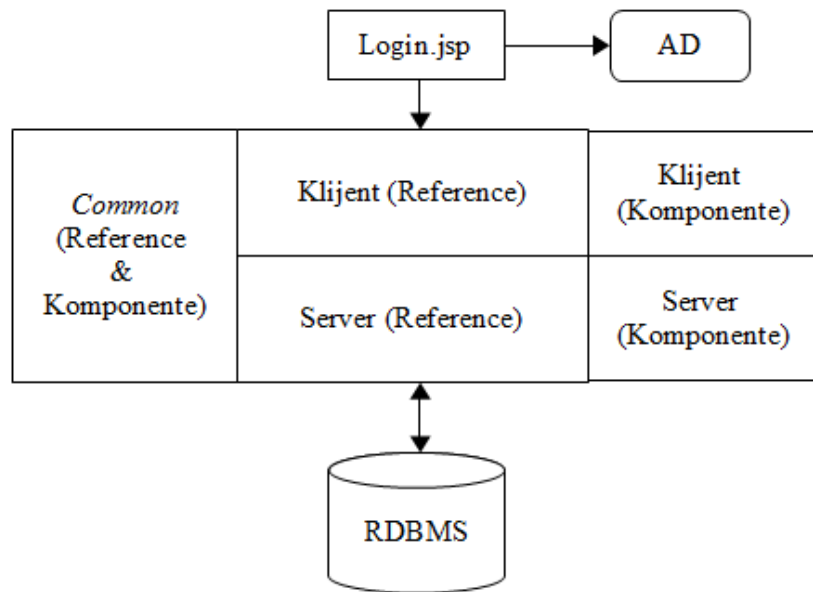 Login.jsp
AD
Common
(Reference
&
Komponente)
Klijent (Reference)
Klijent
(Komponente)
Server (Reference)
Server
(Komponente)
RDBMS